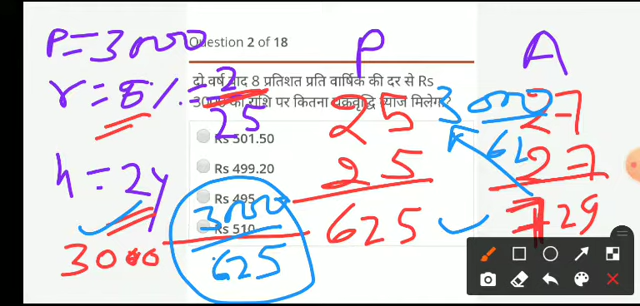 P=3000
Question 2 of 18
P
A
दो वर्ष बाद 8 प्रतिशत प्रति वार्षिक की दर से Rs
r=8%=2/25
3000 की राशि पर कितना चक्रवृद्धि ब्याज मिलेगा?
25
27
3000
Rs 501.50
25
27
62
Rs 499.20
n=2y
Rs 495
625
729
3000
3000/625
Rs 510